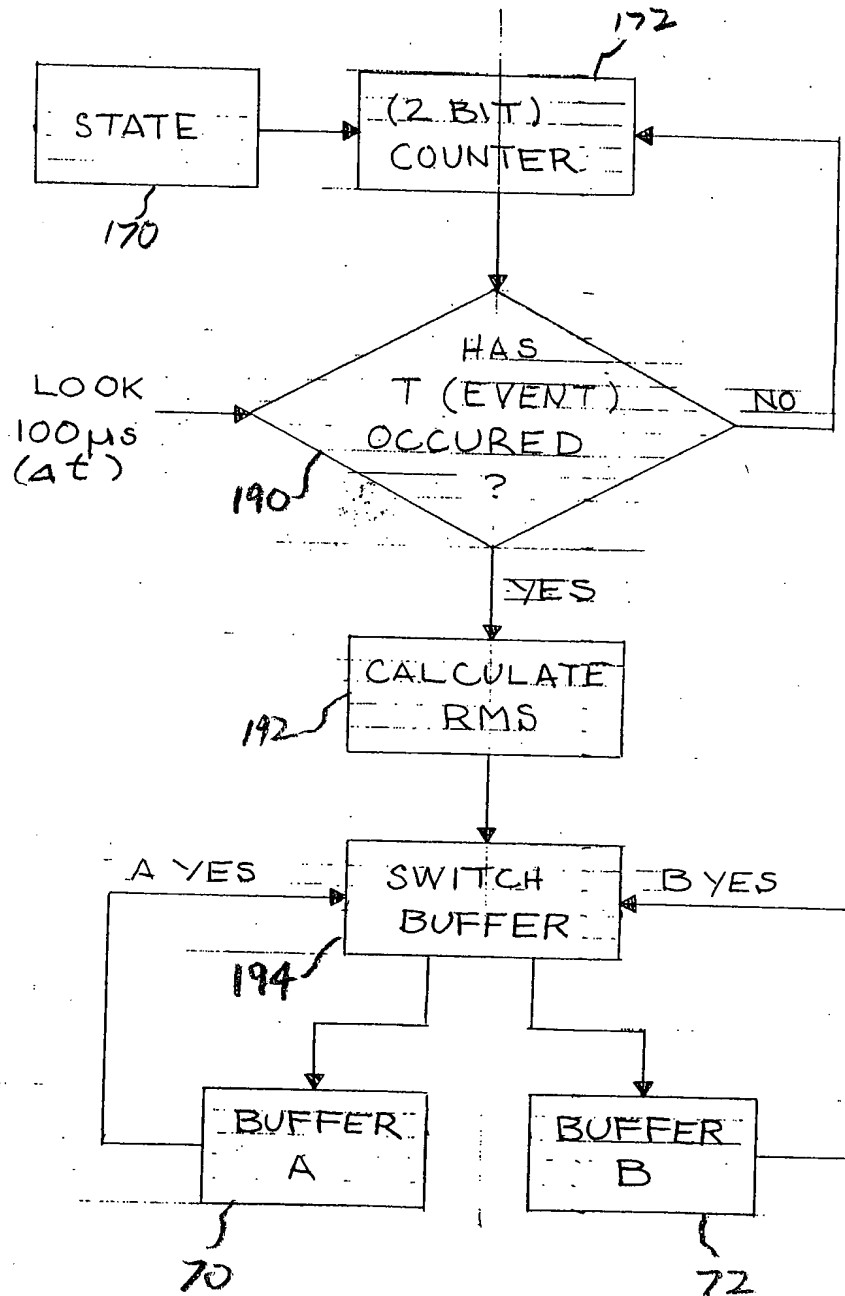 172
STATE
(2 BIT)
COUNTER
170
HAS
T (EVENT)
OCCURED
?
LOOK
100µs
(Δt)
NO
190
YES
CALCULATE
RMS
192
A YES
SWITCH
BUFFER
B YES
194
BUFFER
A
BUFFER
B
70
72